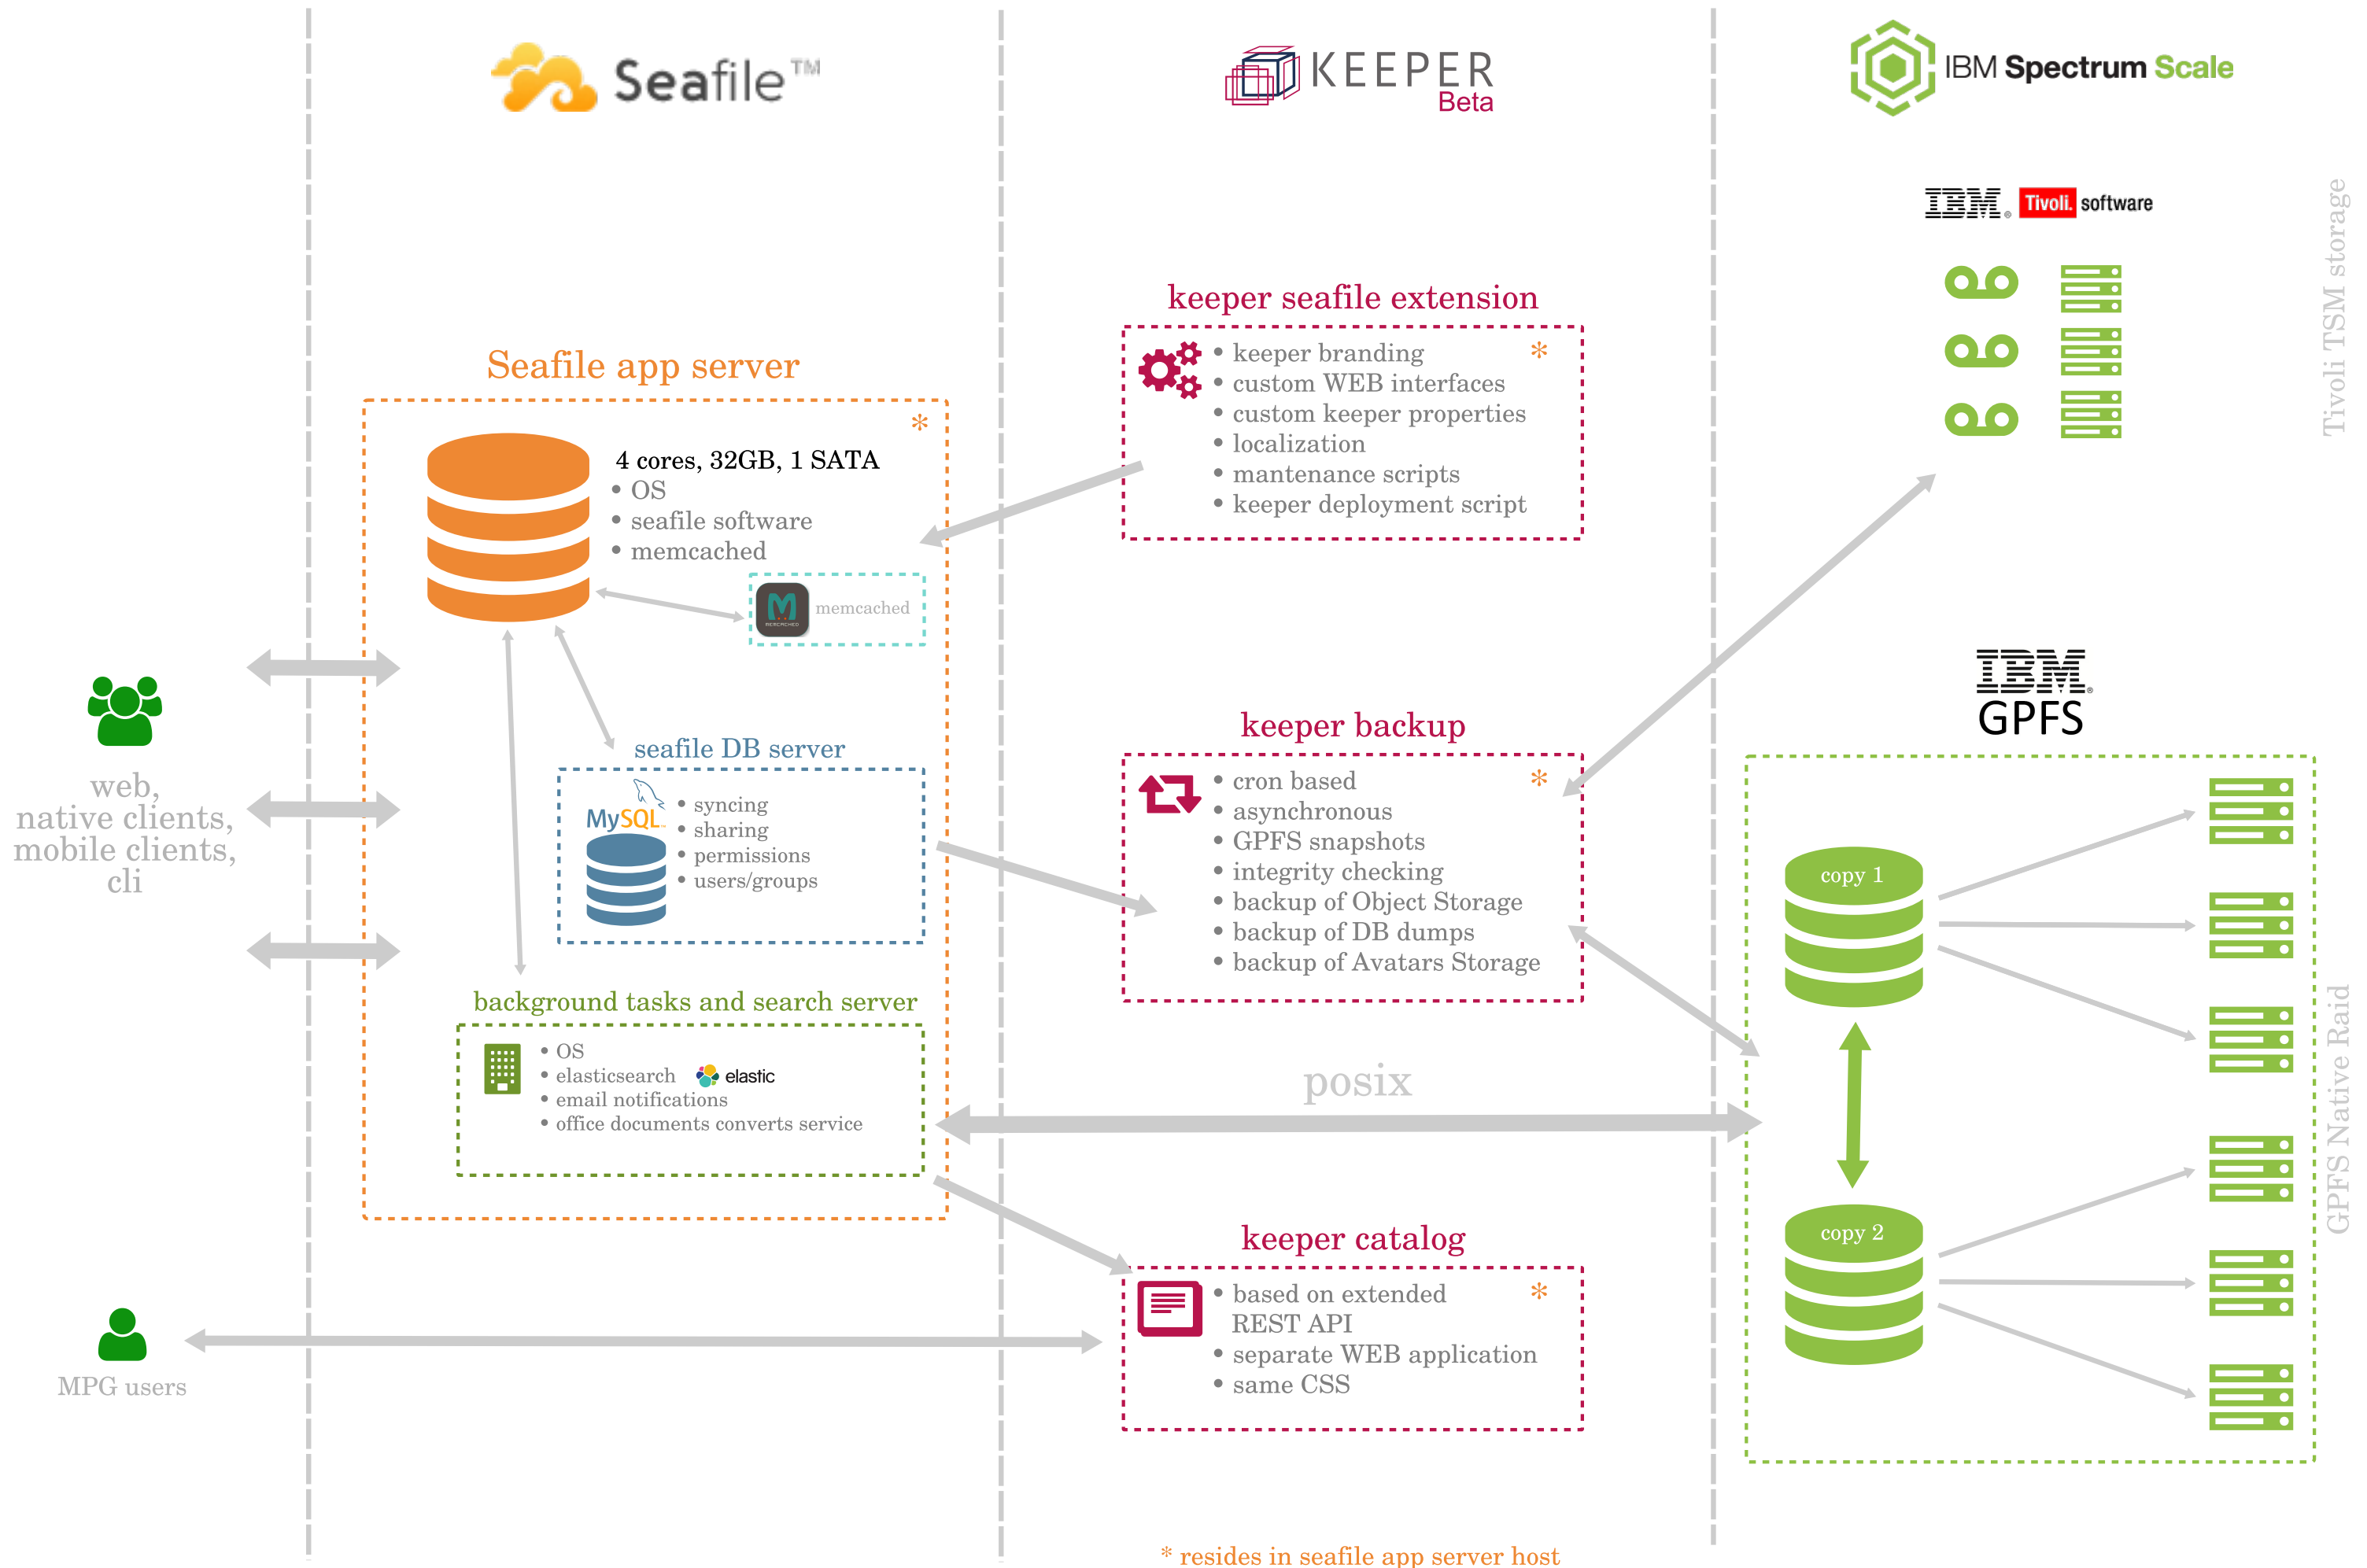 Seafile™
KEEPER
Beta
IBM Spectrum Scale
IBM® Tivoli. software
Tivoli TSM storage
keeper seafile extension
• keeper branding *
• custom WEB interfaces
• custom keeper properties
• localization
• mantenance scripts
• keeper deployment script
Seafile app server
*
4 cores, 32GB, 1 SATA
• OS
• seafile software
• memcached
MEMCACHED
memcached
web,
native clients,
mobile clients,
cli
seafile DB server
MySQL™
• syncing
• sharing
• permissions
• users/groups
background tasks and search server
• OS
• elasticsearch elastic
• email notifications
• office documents converts service
keeper backup
• cron based *
• asynchronous
• GPFS snapshots
• integrity checking
• backup of Object Storage
• backup of DB dumps
• backup of Avatars Storage
posix
IBM®
GPFS
copy 1
copy 2
GPFS Native Raid
keeper catalog
• based on extended *
REST API
• separate WEB application
• same CSS
MPG users
* resides in seafile app server host